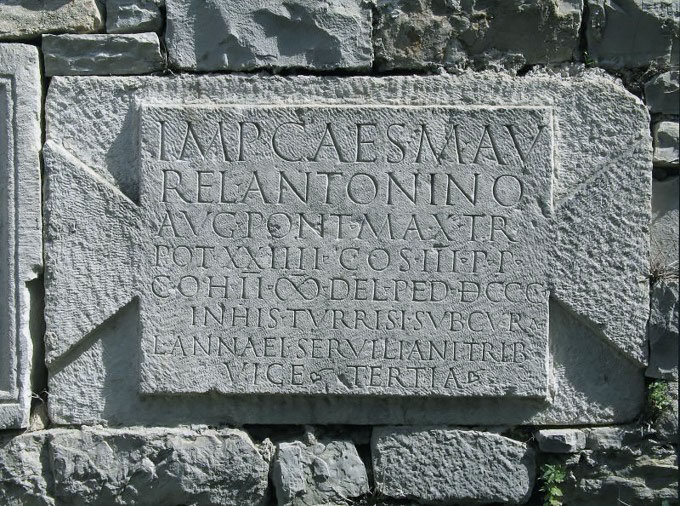 IMP·CAES·M·AV
REL·ANTONINO
AVG·PONT·MAX·TR
POT XXIIII·COS·III·P·P·
COH II ∞ DEL·PED·Đ·CCC
IN HIS·TVRRIS I·SVB CVR
L·ANNAEI·SERVILIANI TRIB
VICE TERTIA